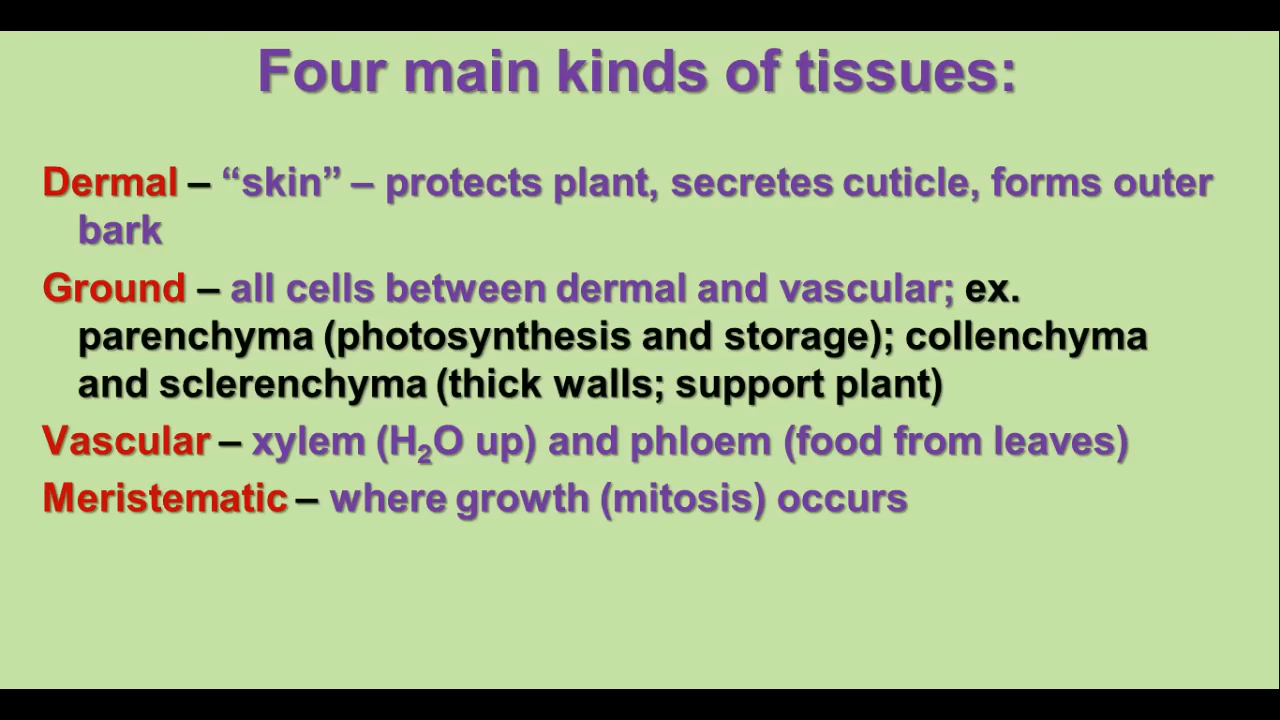 Four main kinds of tissues:
Dermal – “skin” – protects plant, secretes cuticle, forms outer
bark
Ground – all cells between dermal and vascular; ex.
parenchyma (photosynthesis and storage); collenchyma
and sclerenchyma (thick walls; support plant)
Vascular – xylem (H₂O up) and phloem (food from leaves)
Meristematic – where growth (mitosis) occurs